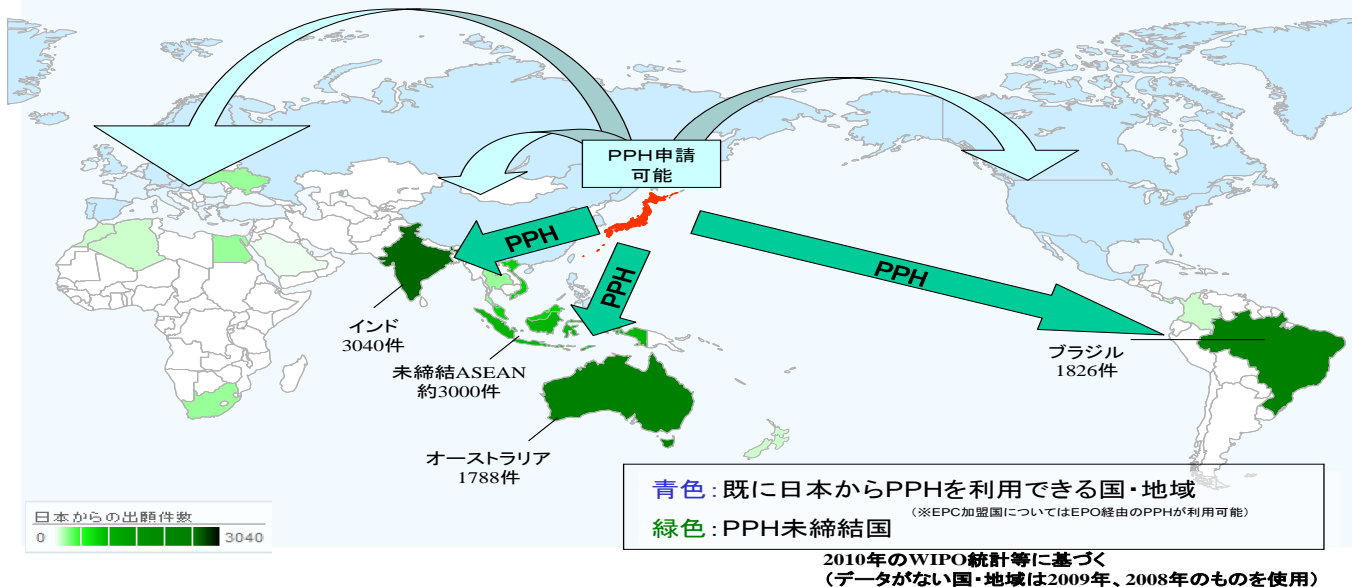 PPH申請
可能
PPH
PPH
PPH
インド
3040件
未締結ASEAN
約3000件
オーストラリア
1788件
ブラジル
1826件
青色:既に日本からPPHを利用できる国・地域
(※EPC加盟国についてはEPO経由のPPHが利用可能)
緑色:PPH未締結国
日本からの出願件数
0 3040
2010年のWIPO統計等に基づく
(データがない国・地域は2009年、2008年のものを使用)